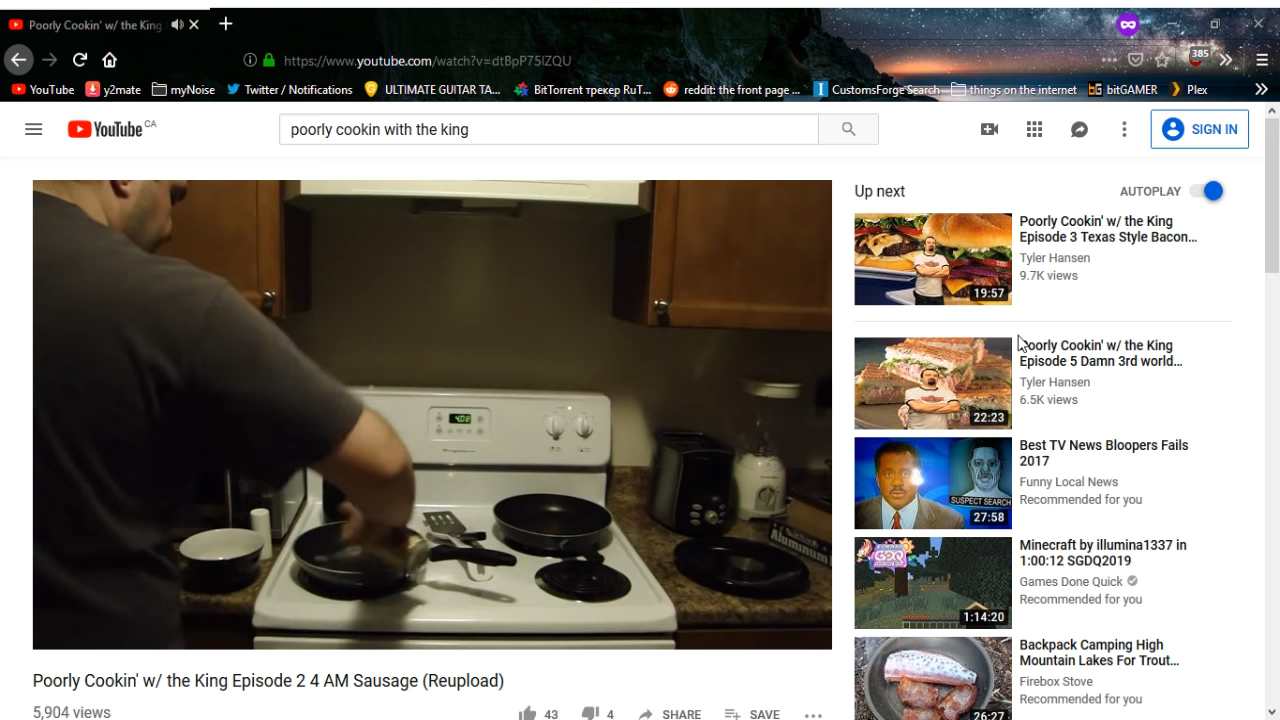 Poorly Cookin' w/ the King
https://www.youtube.com/watch?v=dtBpP75IZQU
385
YouTube
y2mate
myNoise
Twitter / Notifications
ULTIMATE GUITAR TA...
BitTorrent трекер RuT...
reddit: the front page ...
CustomsForge Search
things on the internet
bitGAMER
Plex
YouTube CA
poorly cookin with the king
SIGN IN
4:08
Aluminum
Poorly Cookin' w/ the King Episode 2 4 AM Sausage (Reupload)
5,904 views
43
4
SHARE
SAVE
Up next
AUTOPLAY
19:57
Poorly Cookin' w/ the King
Episode 3 Texas Style Bacon...
Tyler Hansen
9.7K views
22:23
Poorly Cookin' w/ the King
Episode 5 Damn 3rd world...
Tyler Hansen
6.5K views
SUSPECT SEARCH
27:58
Best TV News Bloopers Fails
2017
Funny Local News
Recommended for you
1:14:20
Minecraft by illumina1337 in
1:00:12 SGDQ2019
Games Done Quick
Recommended for you
26:27
Backpack Camping High
Mountain Lakes For Trout...
Firebox Stove
Recommended for you